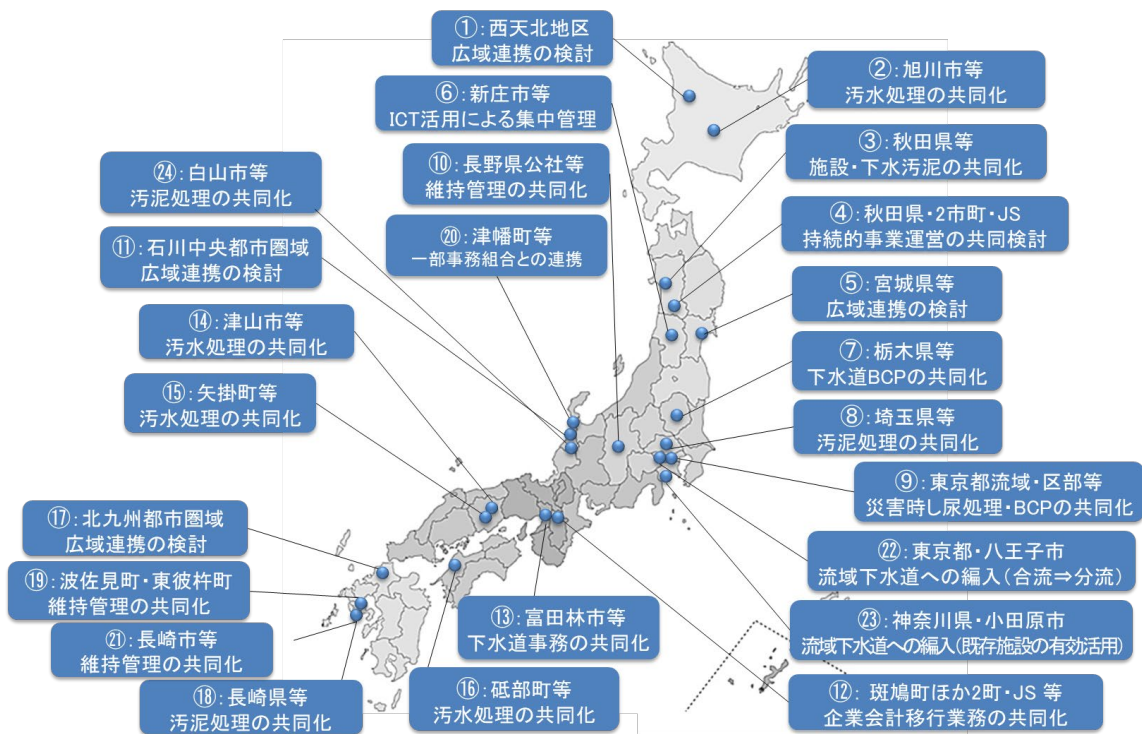 ①:西天北地区
広域連携の検討
②:旭川市等
汚水処理の共同化
⑥:新庄市等
ICT活用による集中管理
③:秋田県等
施設・下水汚泥の共同化
⑩:長野県公社等
維持管理の共同化
㉔:白山市等
汚泥処理の共同化
④:秋田県・2市町・JS
持続的事業運営の共同検討
⑳:津幡町等
一部事務組合との連携
⑪:石川中央都市圏域
広域連携の検討
⑤:宮城県等
広域連携の検討
⑭:津山市等
汚水処理の共同化
⑦:栃木県等
下水道BCPの共同化
⑮:矢掛町等
汚水処理の共同化
⑧:埼玉県等
汚泥処理の共同化
⑨:東京都流域・区部等
災害時し尿処理・BCPの共同化
⑰:北九州都市圏域
広域連携の検討
㉒:東京都・八王子市
流域下水道への編入(合流⇒分流)
⑲:波佐見町・東彼杵町
維持管理の共同化
⑬:富田林市等
下水道事務の共同化
㉓:神奈川県・小田原市
流域下水道への編入(既存施設の有効活用)
㉑:長崎市等
維持管理の共同化
⑱:長崎県等
汚泥処理の共同化
⑯:砥部町等
汚水処理の共同化
⑫:斑鳩町ほか2町・JS 等
企業会計移行業務の共同化